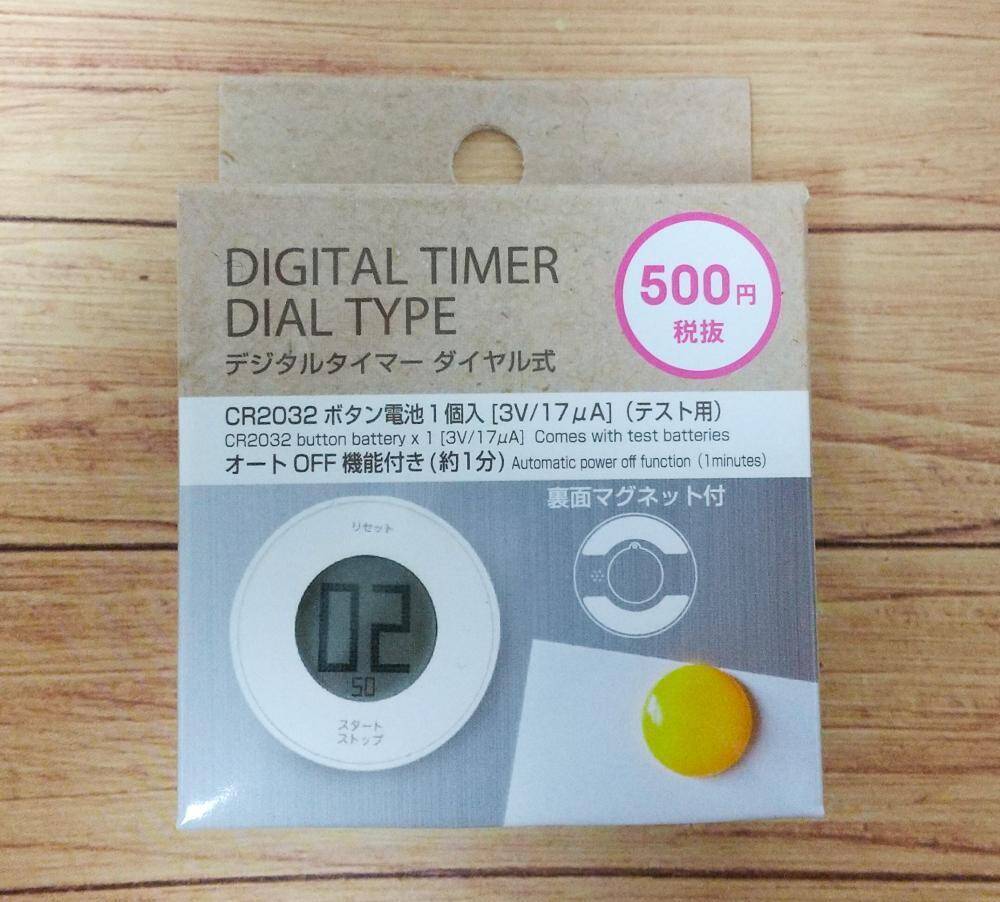 DIGITAL TIMER
DIAL TYPE
デジタルタイマー ダイヤル式
500円
税抜
CR2032 ボタン電池1個入 [3V/17μA]（テスト用）
CR2032 button battery x 1 [3V/17μA] Comes with test batteries
オート OFF 機能付き(約1分) Automatic power off function（1minutes）
裏面マグネット付
リセット
02
50
スタート
ストップ